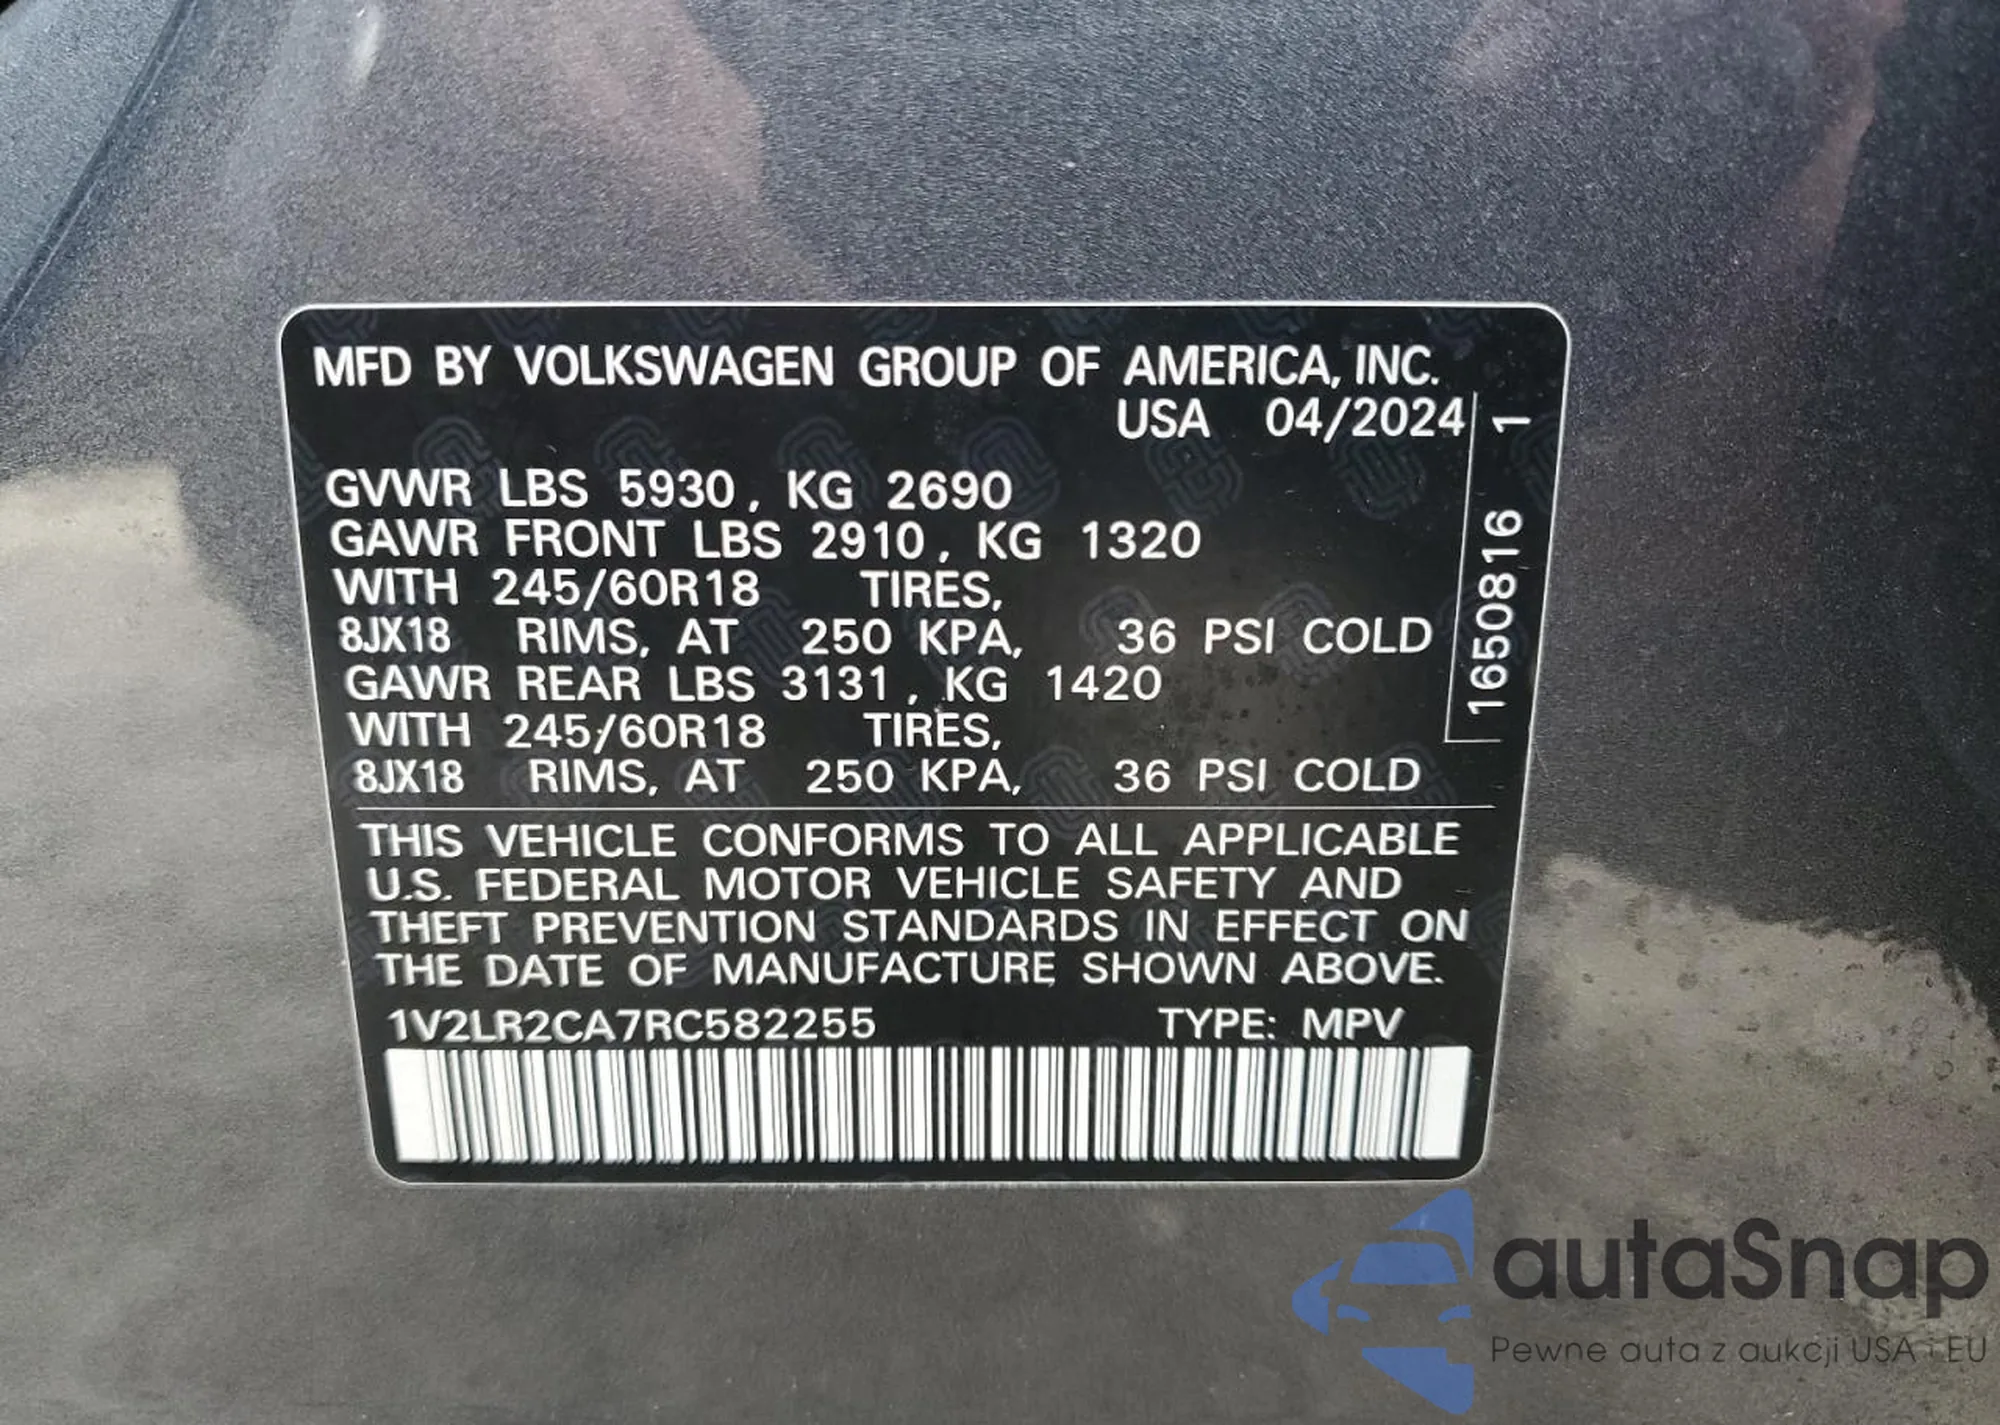 MFD BY VOLKSWAGEN GROUP OF AMERICA, INC.
USA 04/2024
GVWR LBS 5930, KG 2690
GAWR FRONT LBS 2910, KG 1320
WITH 245/60R18 TIRES,
8JX18 RIMS, AT 250 KPA, 36 PSI COLD
GAWR REAR LBS 3131, KG 1420
WITH 245/60R18 TIRES,
8JX18 RIMS, AT 250 KPA, 36 PSI COLD
1650816 1
THIS VEHICLE CONFORMS TO ALL APPLICABLE
U.S. FEDERAL MOTOR VEHICLE SAFETY AND
THEFT PREVENTION STANDARDS IN EFFECT ON
THE DATE OF MANUFACTURE SHOWN ABOVE.
1V2LR2CA7RC582255 TYPE: MPV
autaSnap
Pewne auta z aukcji USA i EU